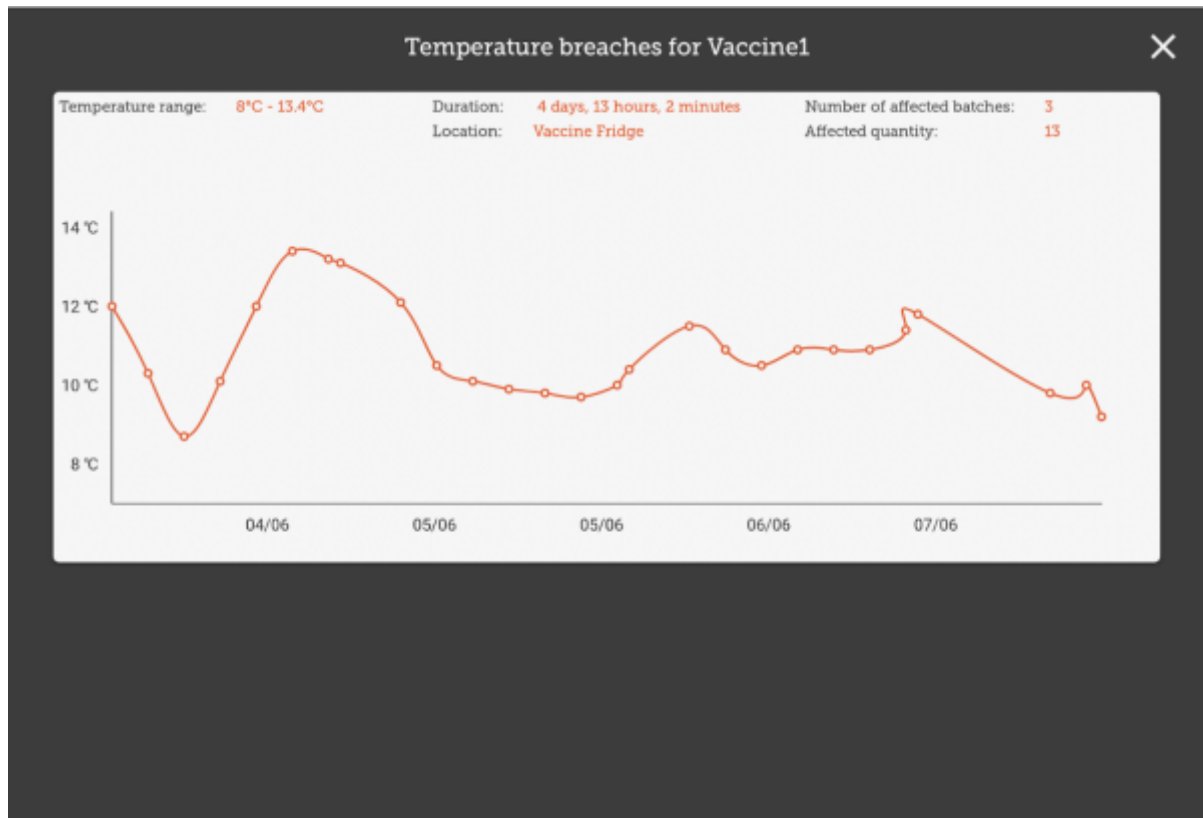 Temperature breaches for Vaccine1
Temperature range: 8°C - 13.4°C Duration: 4 days, 13 hours, 2 minutes Number of affected batches: 3
Location: Vaccine Fridge Affected quantity: 13
14 °C
12 °C
10 °C
8 °C
04/06 05/06 05/06 06/06 07/06